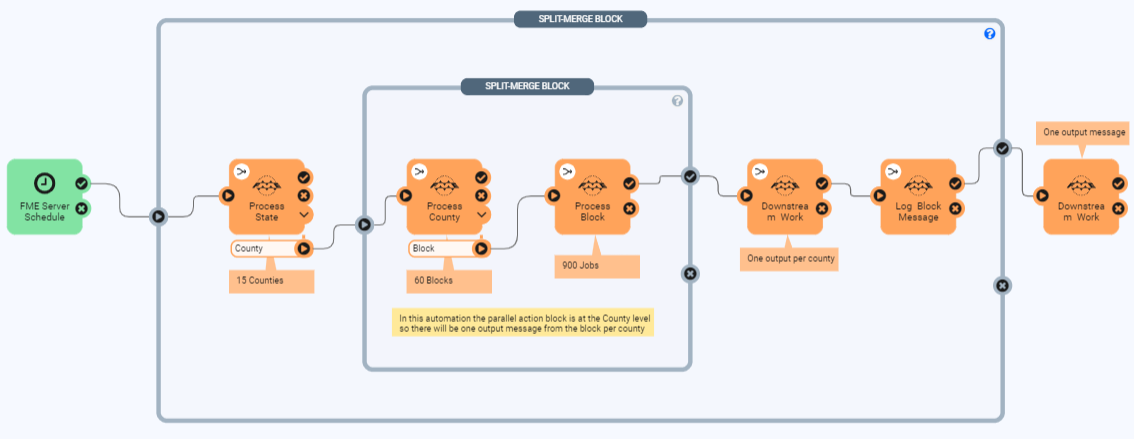 SPLIT-MERGE BLOCK
?
SPLIT-MERGE BLOCK
?
One output message
FME Server
Schedule
Process
State
Process
County
Process
Block
Downstrea
m Work
Log Block
Message
Downstrea
m Work
County
Block
15 Counties
60 Blocks
900 Jobs
One output per county
In this automation the parallel action block is at the County level
so there will be one output message from the block per county